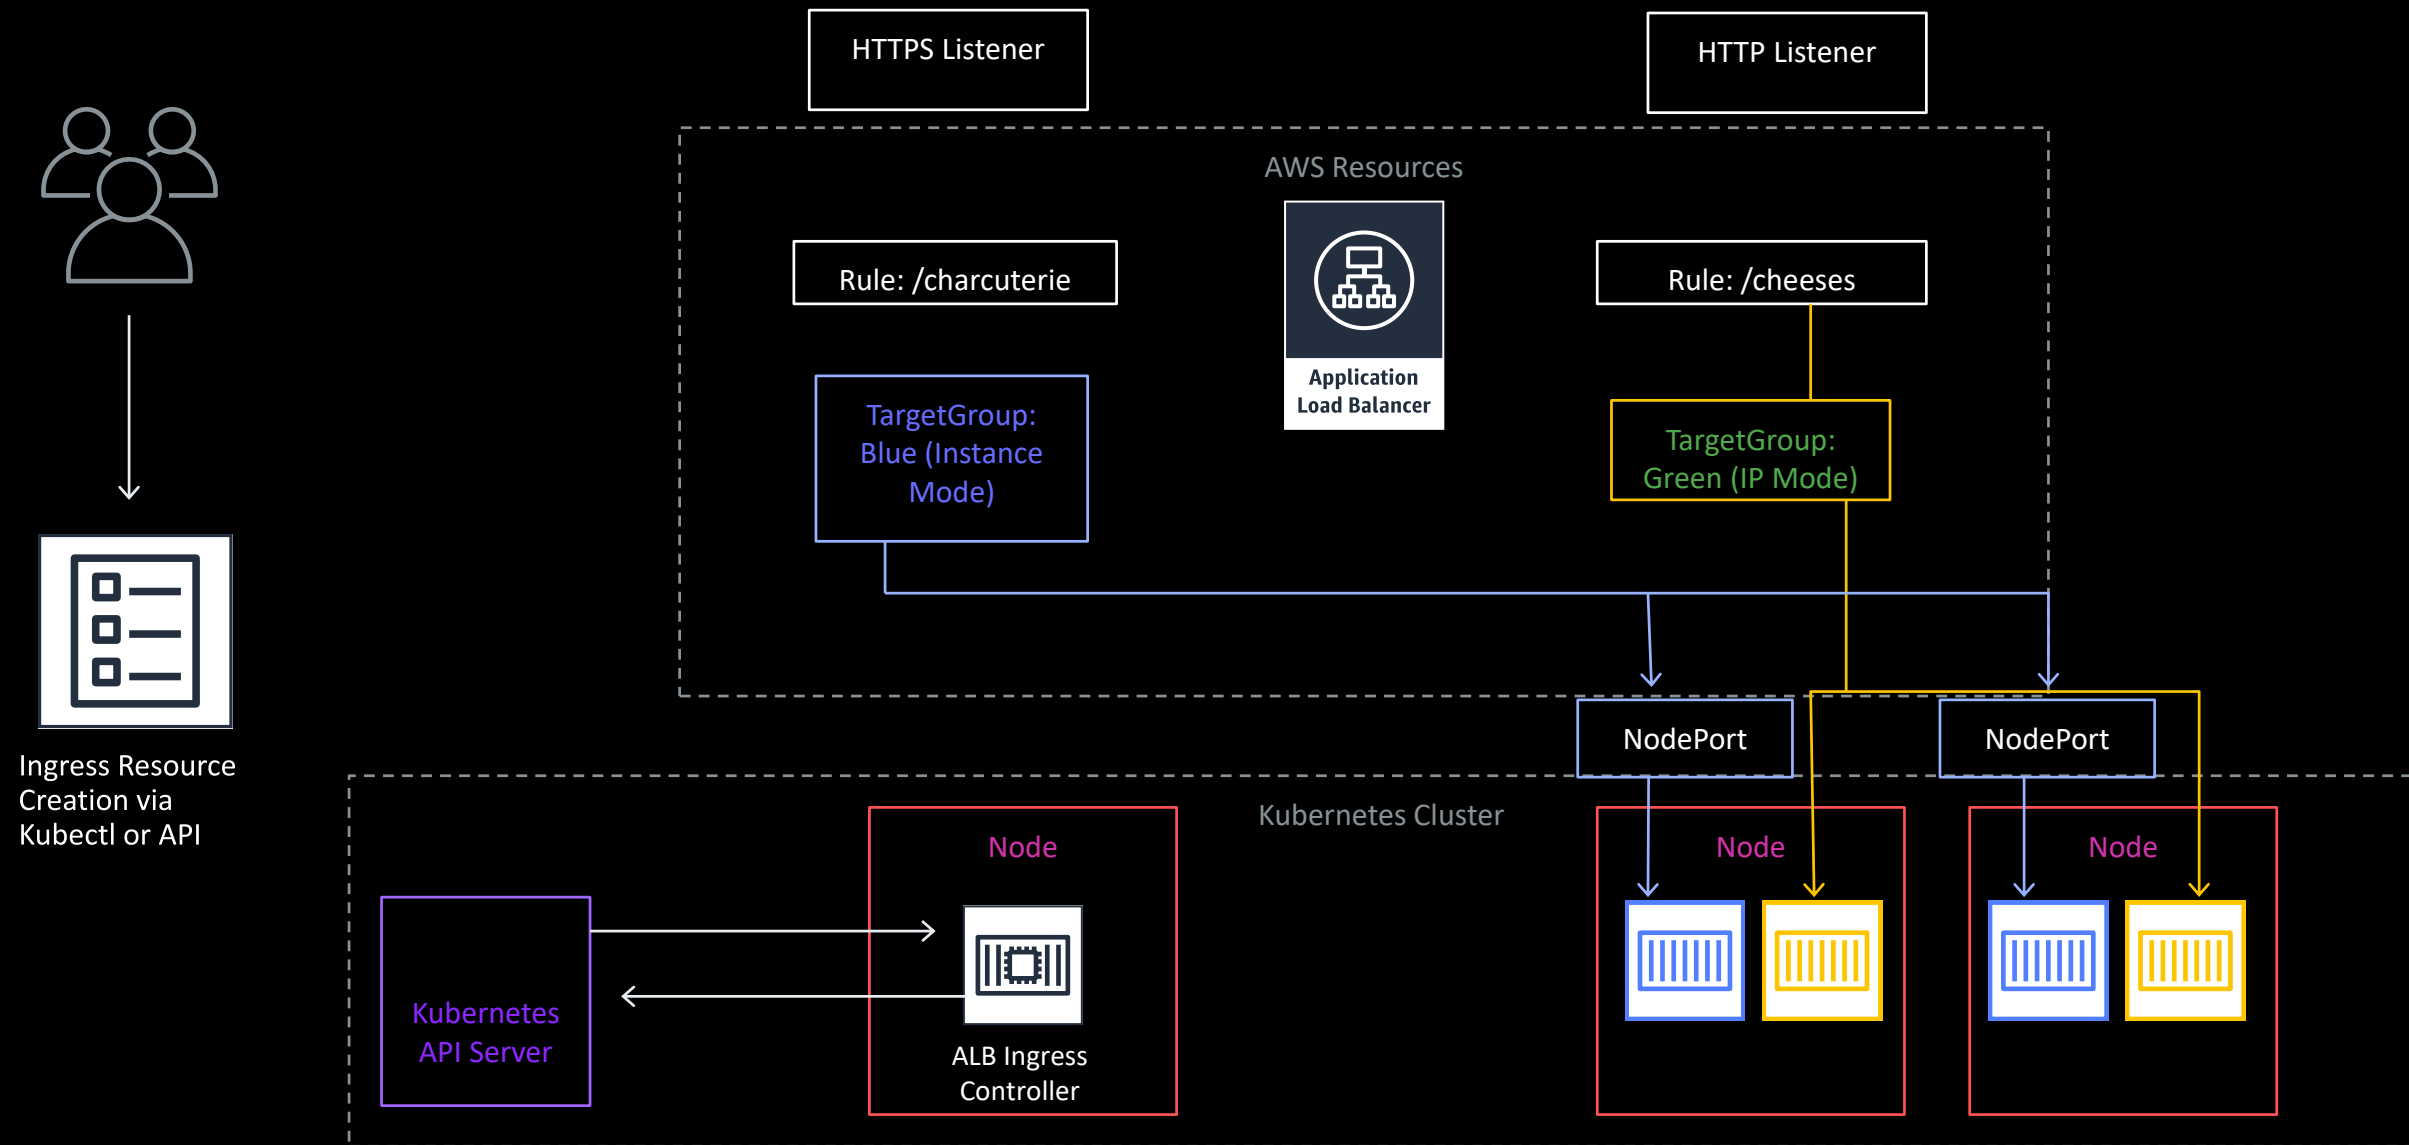 HTTPS Listener
HTTP Listener
AWS Resources
Rule: /charcuterie
Rule: /cheeses
Application
Load Balancer
TargetGroup:
Blue (Instance
Mode)
TargetGroup:
Green (IP Mode)
NodePort
NodePort
Ingress Resource
Creation via
Kubectl or API
Kubernetes Cluster
Node
Node
Node
Kubernetes
API Server
ALB Ingress
Controller